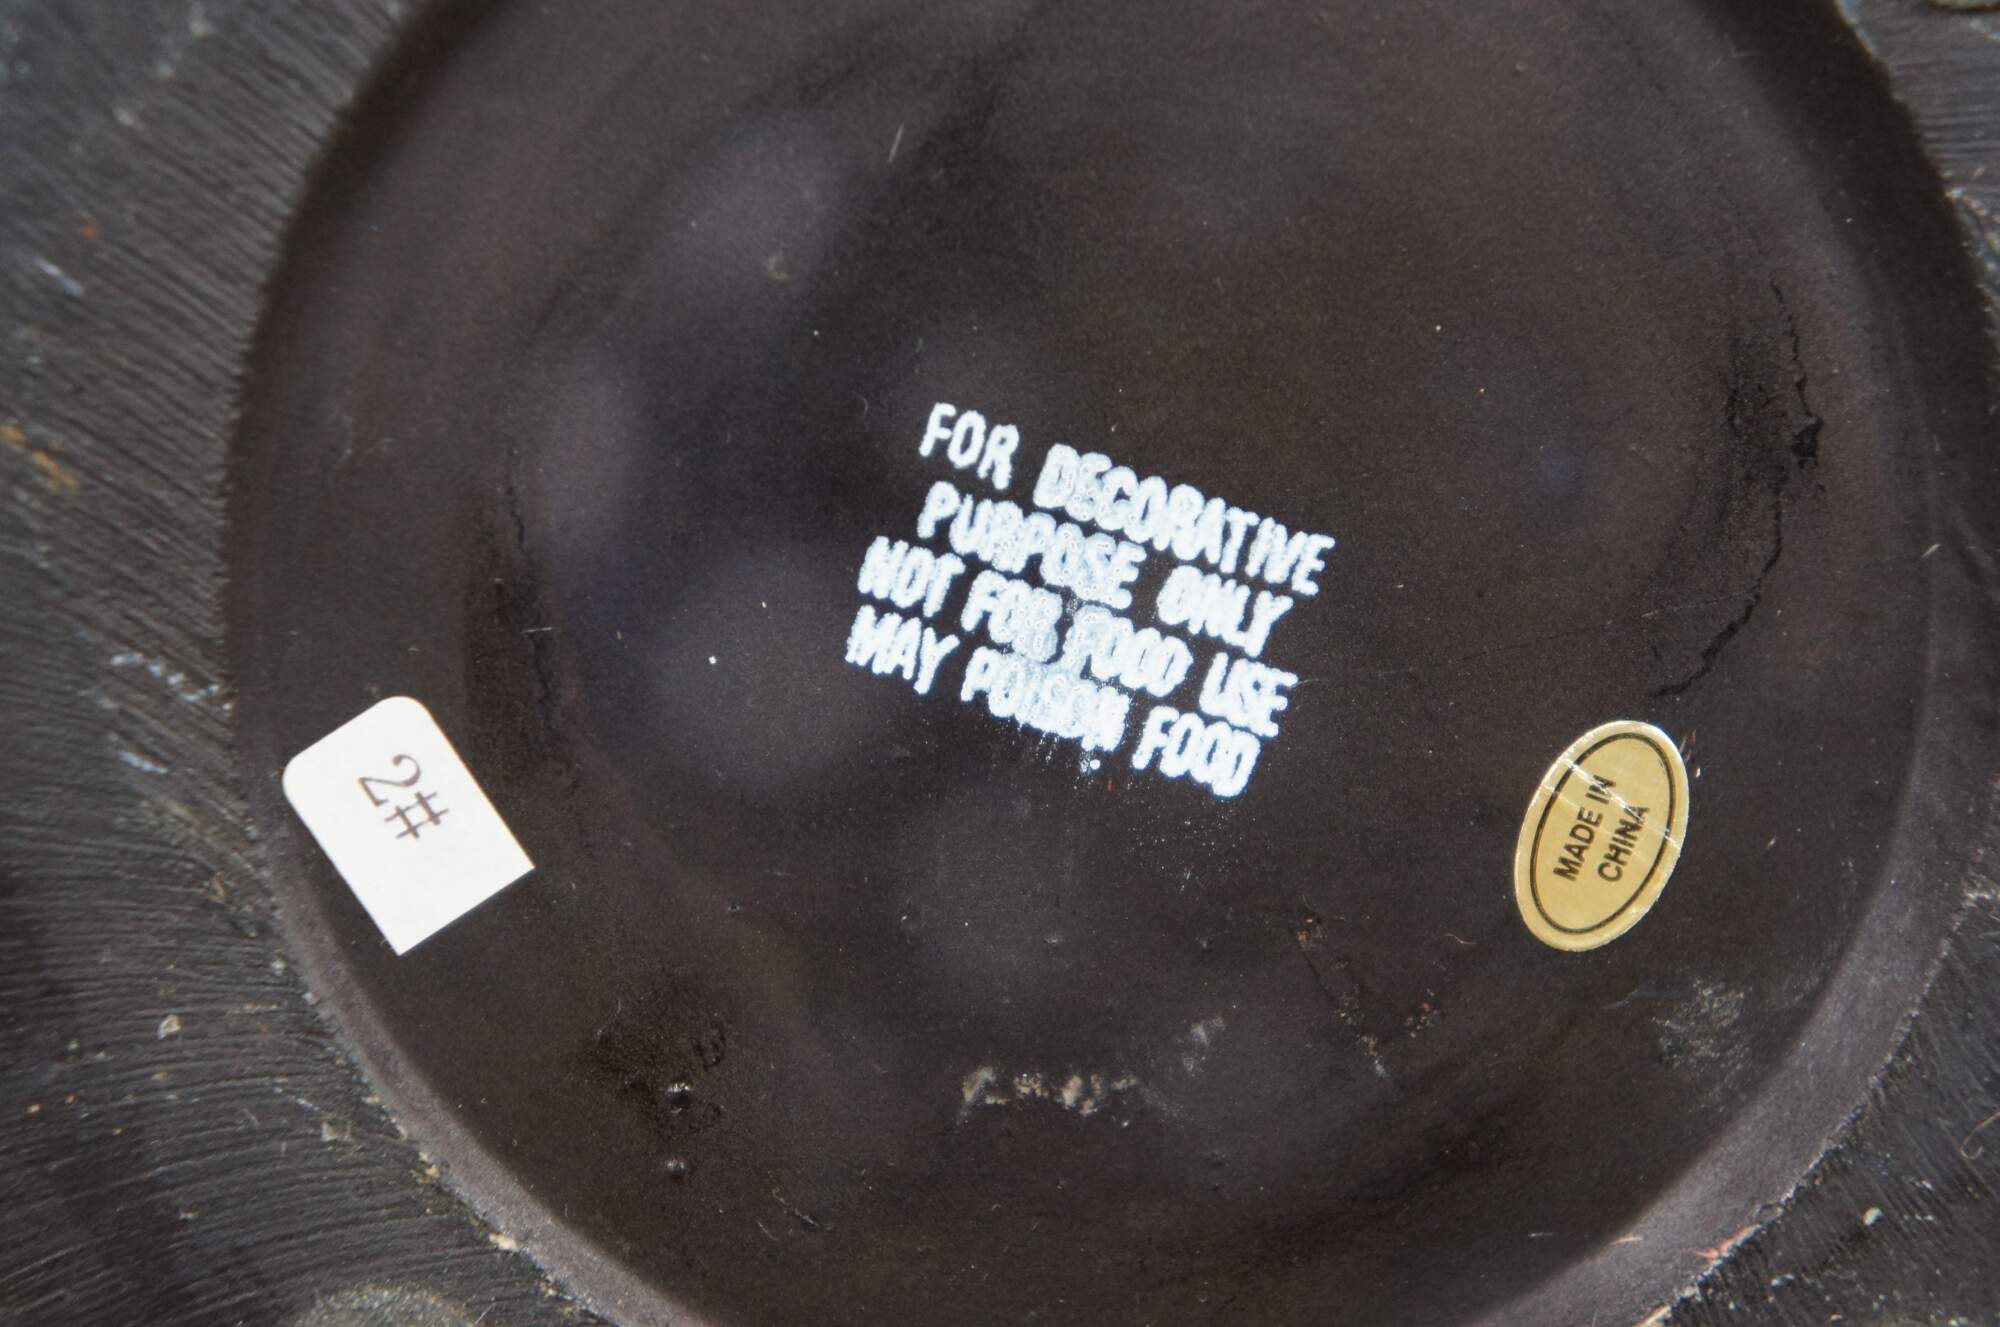 FOR DECORATIVE
PURPOSE ONLY
NOT FOR FOOD USE
MAY POISON FOOD
2#
MADE IN
CHINA